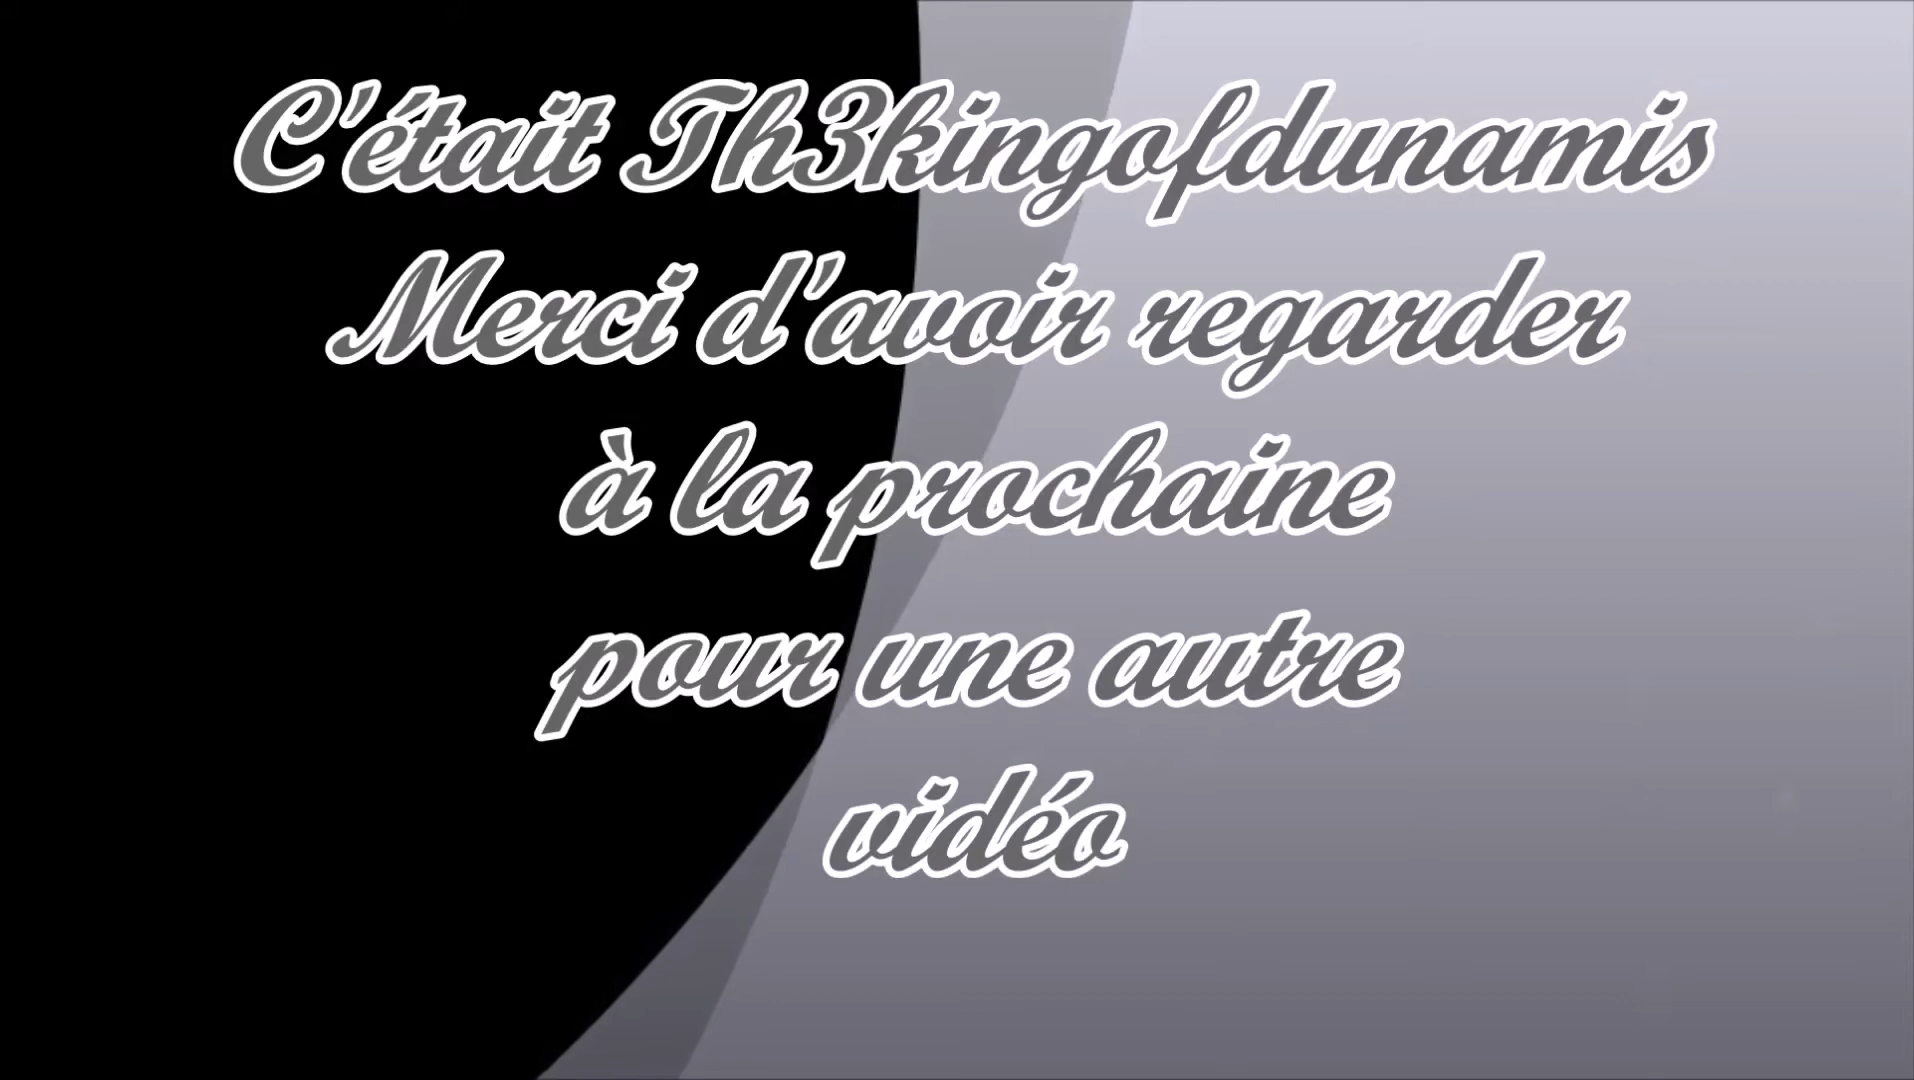 C'était Th3kingofdunamis
Merci d'avoir regarder
à la prochaine
pour une autre
vidéo